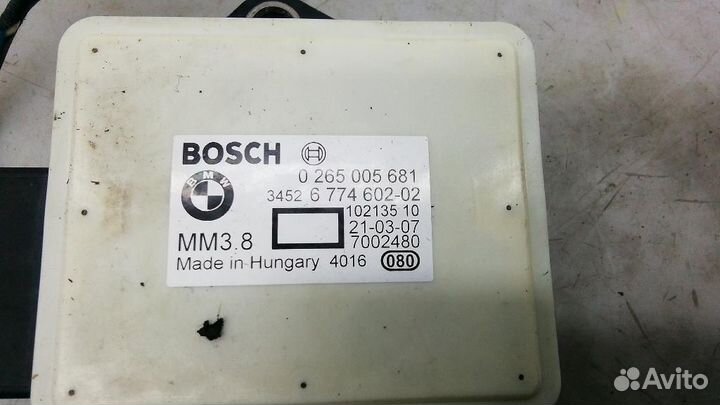 BOSCH
0 265 005 681
BMW
3452 6 774 602-02
102135 10
21-03-07
MM3.8
7002480
Made in Hungary 4016 080
Avito